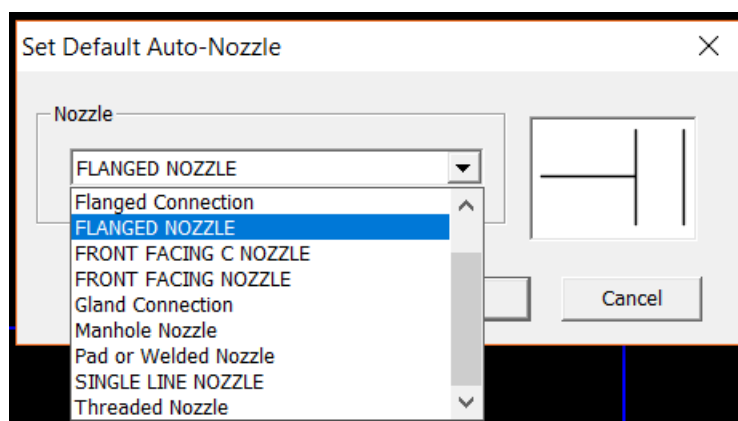 Set Default Auto-Nozzle
Nozzle
FLANGED NOZZLE
Flanged Connection
FLANGED NOZZLE
FRONT FACING C NOZZLE
FRONT FACING NOZZLE
Gland Connection
Manhole Nozzle
Pad or Welded Nozzle
SINGLE LINE NOZZLE
Threaded Nozzle
Cancel